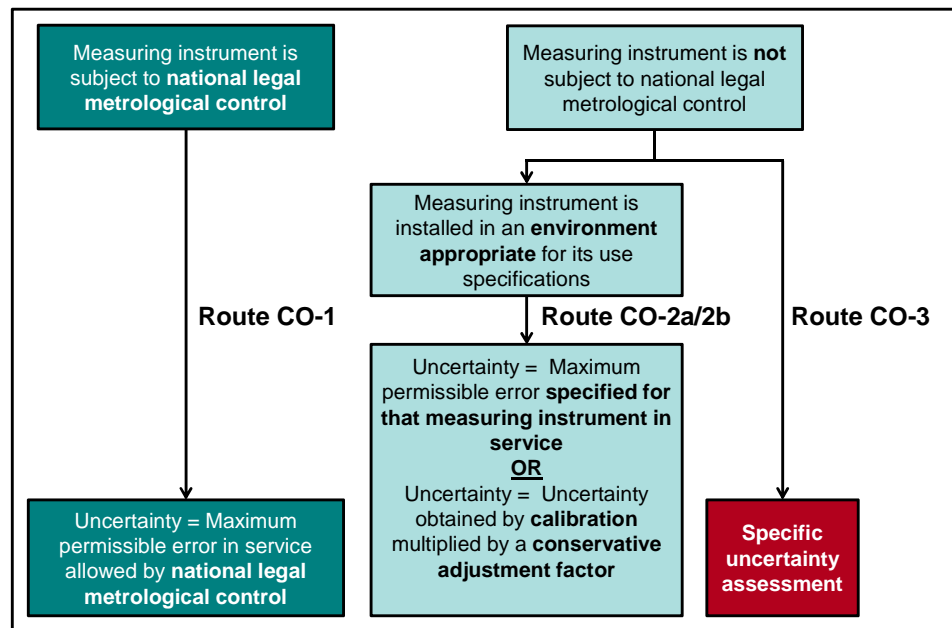 Measuring instrument is
subject to national legal
metrological control
Measuring instrument is not
subject to national legal
metrological control
Measuring instrument is
installed in an environment
appropriate for its use
specifications
Route CO-1
Route CO-2a/2b
Route CO-3
Uncertainty = Maximum
permissible error in service
allowed by national legal
metrological control
Uncertainty =  Maximum
permissible error specified for
that measuring instrument in
service
OR
Uncertainty =  Uncertainty
obtained by calibration
multiplied by a conservative
adjustment factor
Specific
uncertainty
assessment